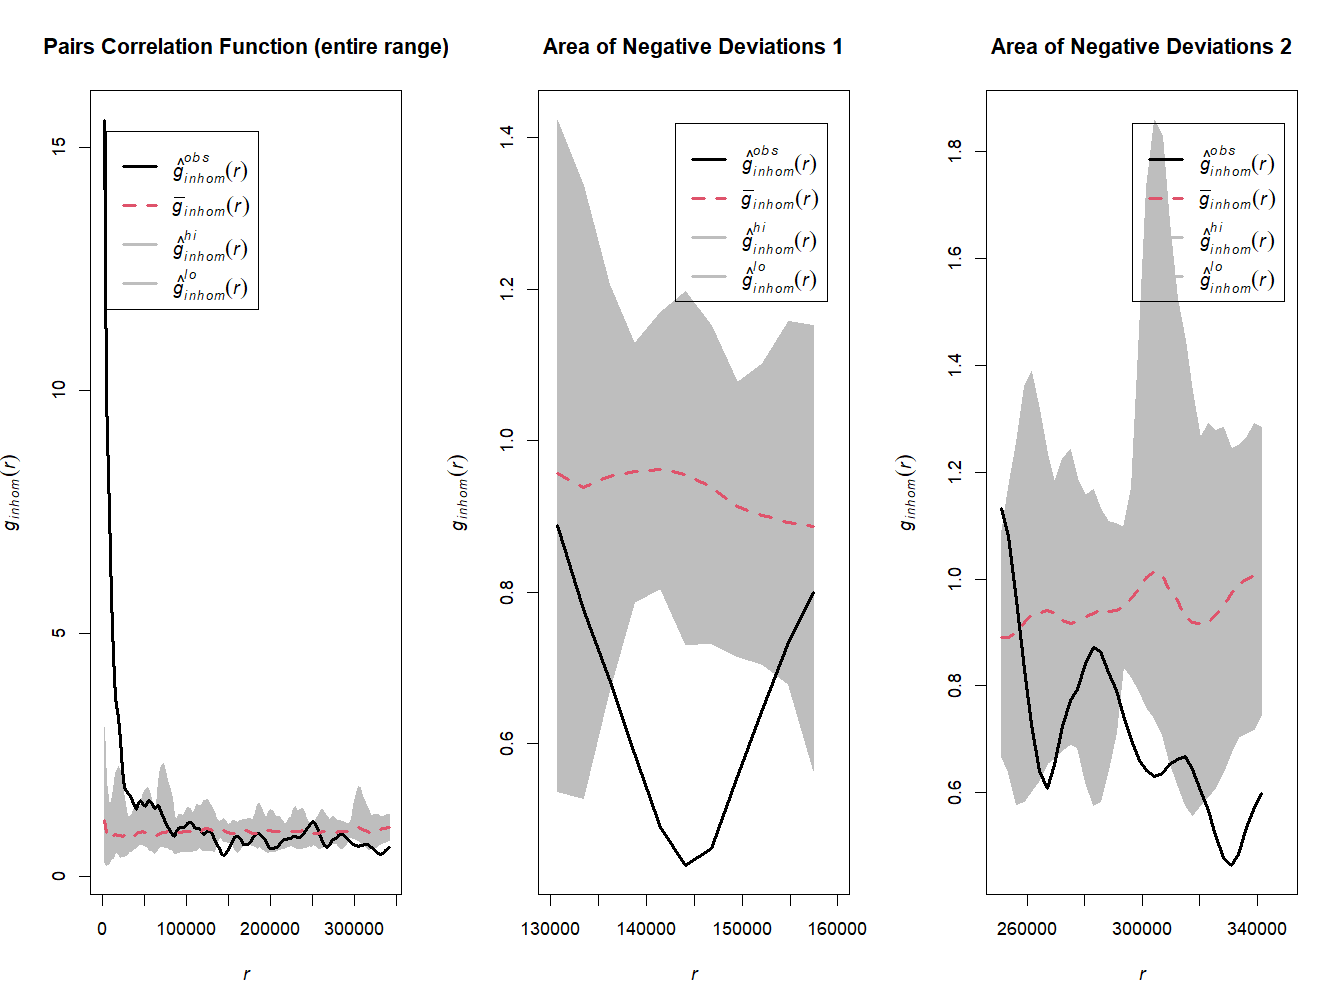 Pairs Correlation Function (entire range)
g_inhom(r)
15
10
5
0
ĝ^obs_inhom(r)
g̅_inhom(r)
ĝ^hi_inhom(r)
ĝ^lo_inhom(r)
0 100000 200000 300000
r
Area of Negative Deviations 1
g_inhom(r)
1.4
1.2
1.0
0.8
0.6
ĝ^obs_inhom(r)
g̅_inhom(r)
ĝ^hi_inhom(r)
ĝ^lo_inhom(r)
130000 140000 150000 160000
r
Area of Negative Deviations 2
g_inhom(r)
1.8
1.6
1.4
1.2
1.0
0.8
0.6
ĝ^obs_inhom(r)
g̅_inhom(r)
ĝ^hi_inhom(r)
ĝ^lo_inhom(r)
260000 300000 340000
r